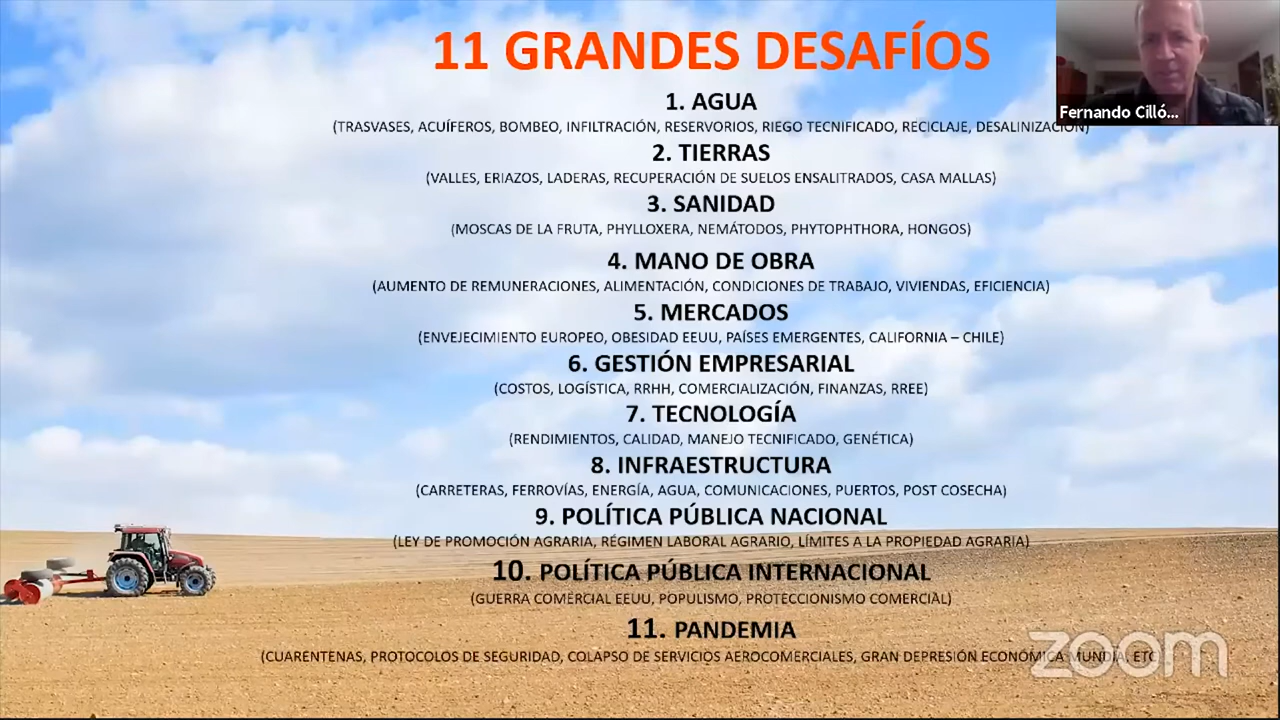 11 GRANDES DESAFÍOS
1. AGUA
(TRASVASES, ACUÍFEROS, BOMBEO, INFILTRACIÓN, RESERVORIOS, RIEGO TECNIFICADO, RECICLAJE, DESALINIZACIÓN)
Fernando Cilló...
2. TIERRAS
(VALLES, ERIAZOS, LADERAS, RECUPERACIÓN DE SUELOS ENSALITRADOS, CASA MALLAS)
3. SANIDAD
(MOSCAS DE LA FRUTA, PHYLLOXERA, NEMÁTODOS, PHYTOPHTHORA, HONGOS)
4. MANO DE OBRA
(AUMENTO DE REMUNERACIONES, ALIMENTACIÓN, CONDICIONES DE TRABAJO, VIVIENDAS, EFICIENCIA)
5. MERCADOS
(ENVEJECIMIENTO EUROPEO, OBESIDAD EEUU, PAÍSES EMERGENTES, CALIFORNIA – CHILE)
6. GESTIÓN EMPRESARIAL
(COSTOS, LOGÍSTICA, RRHH, COMERCIALIZACIÓN, FINANZAS, RREE)
7. TECNOLOGÍA
(RENDIMIENTOS, CALIDAD, MANEJO TECNIFICADO, GENÉTICA)
8. INFRAESTRUCTURA
(CARRETERAS, FERROVÍAS, ENERGÍA, AGUA, COMUNICACIONES, PUERTOS, POST COSECHA)
9. POLÍTICA PÚBLICA NACIONAL
(LEY DE PROMOCIÓN AGRARIA, RÉGIMEN LABORAL AGRARIO, LÍMITES A LA PROPIEDAD AGRARIA)
10. POLÍTICA PÚBLICA INTERNACIONAL
(GUERRA COMERCIAL EEUU, POPULISMO, PROTECCIONISMO COMERCIAL)
11. PANDEMIA
(CUARENTENAS, PROTOCOLOS DE SEGURIDAD, COLAPSO DE SERVICIOS AEROCOMERCIALES, GRAN DEPRESIÓN ECONÓMICA MUNDIA, ETC
zoom